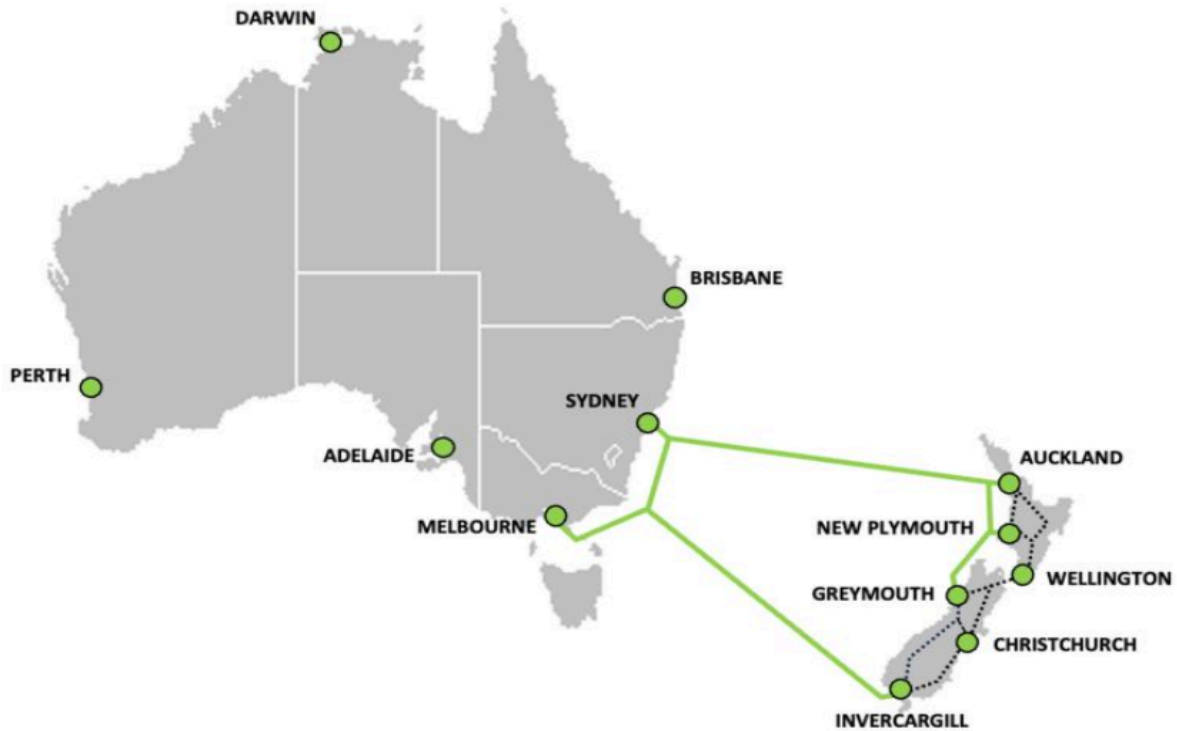 DARWIN
BRISBANE
PERTH
SYDNEY
ADELAIDE
AUCKLAND
MELBOURNE
NEW PLYMOUTH
WELLINGTON
GREYMOUTH
CHRISTCHURCH
INVERCARGILL